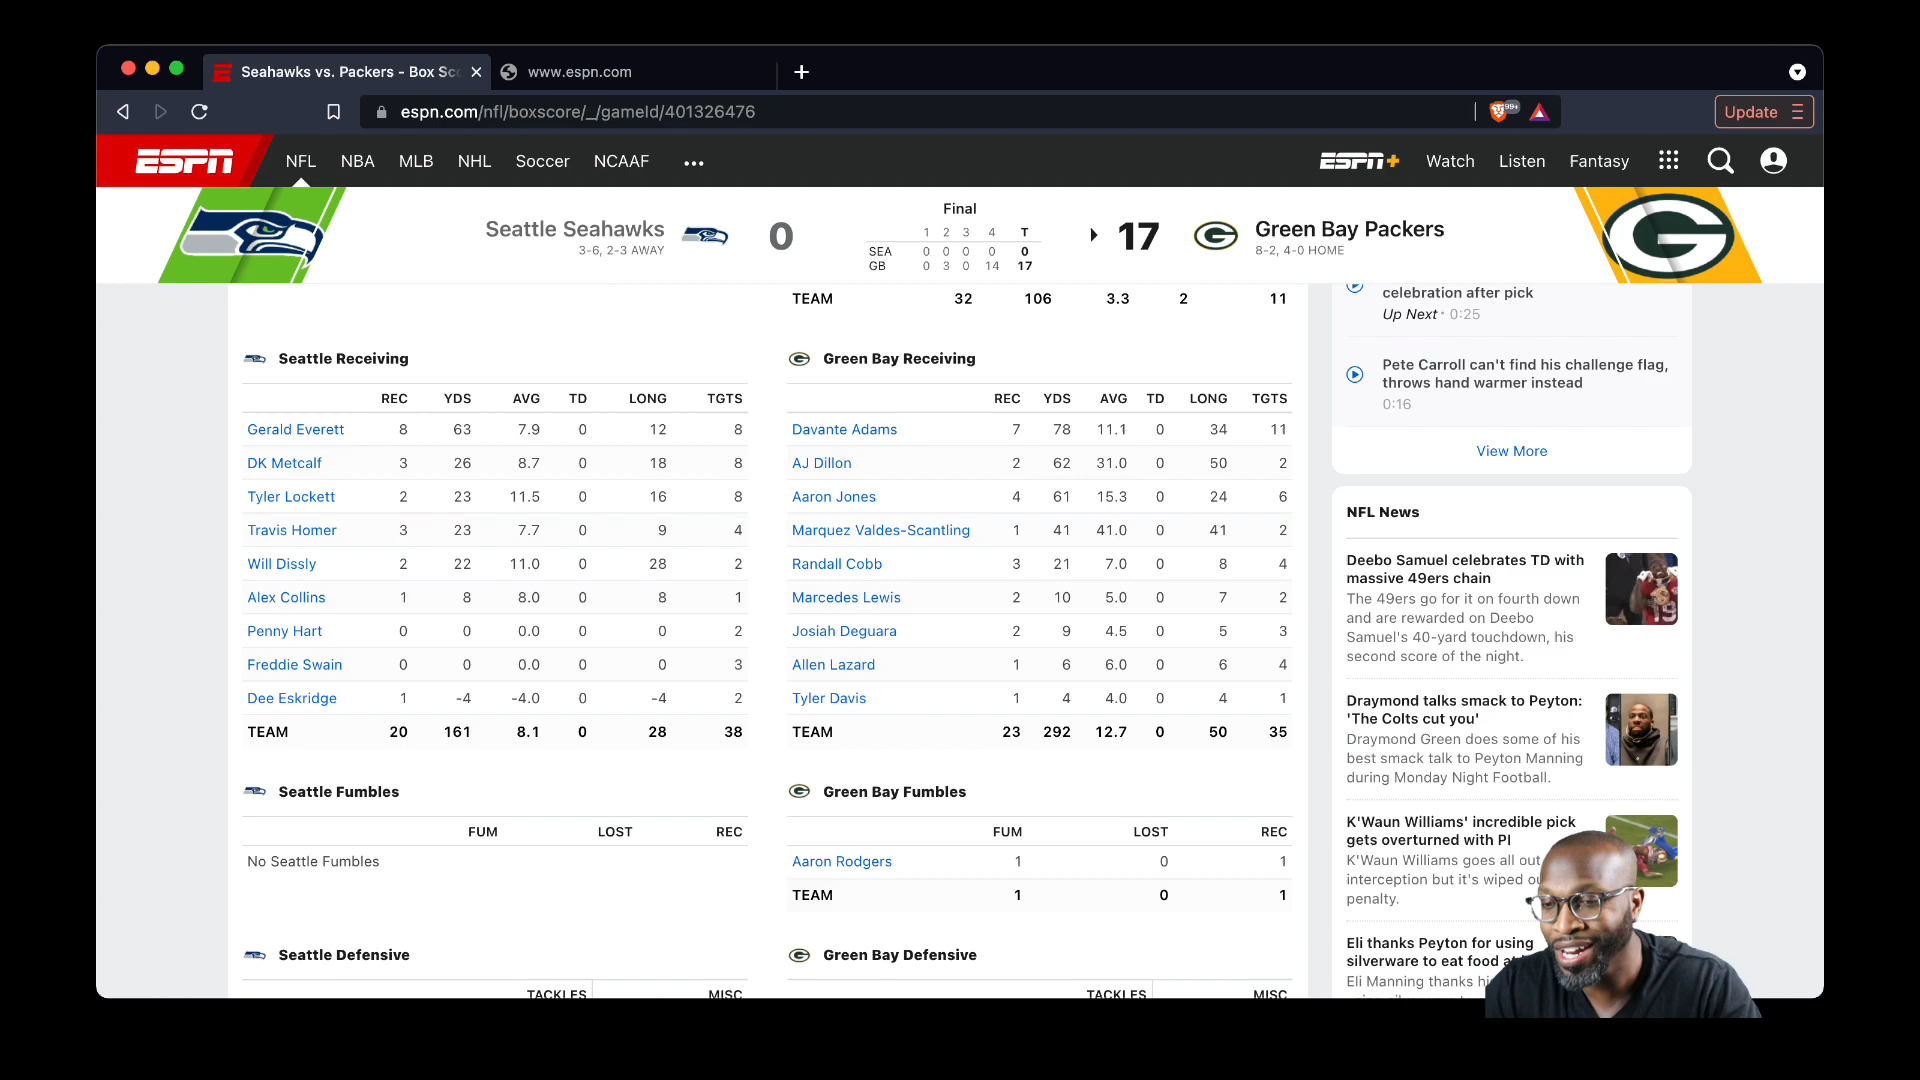 Seahawks vs. Packers - Box Sc
www.espn.com
espn.com/nfl/boxscore/_/gameId/401326476
99+
Update
ESPN
NFL NBA MLB NHL Soccer NCAAF
ESPN+ Watch Listen Fantasy
Seattle Seahawks
3-6, 2-3 AWAY
0
Final
1 2 3 4 T
SEA 0 0 0 0 0
GB 0 3 0 14 17
17
Green Bay Packers
8-2, 4-0 HOME
TEAM 32 106 3.3 2 11
Seattle Receiving
REC YDS AVG TD LONG TGTS
Gerald Everett 8 63 7.9 0 12 8
DK Metcalf 3 26 8.7 0 18 8
Tyler Lockett 2 23 11.5 0 16 8
Travis Homer 3 23 7.7 0 9 4
Will Dissly 2 22 11.0 0 28 2
Alex Collins 1 8 8.0 0 8 1
Penny Hart 0 0 0.0 0 0 2
Freddie Swain 0 0 0.0 0 0 3
Dee Eskridge 1 -4 -4.0 0 -4 2
TEAM 20 161 8.1 0 28 38
Green Bay Receiving
REC YDS AVG TD LONG TGTS
Davante Adams 7 78 11.1 0 34 11
AJ Dillon 2 62 31.0 0 50 2
Aaron Jones 4 61 15.3 0 24 6
Marquez Valdes-Scantling 1 41 41.0 0 41 2
Randall Cobb 3 21 7.0 0 8 4
Marcedes Lewis 2 10 5.0 0 7 2
Josiah Deguara 2 9 4.5 0 5 3
Allen Lazard 1 6 6.0 0 6 4
Tyler Davis 1 4 4.0 0 4 1
TEAM 23 292 12.7 0 50 35
Seattle Fumbles
FUM LOST REC
No Seattle Fumbles
Green Bay Fumbles
FUM LOST REC
Aaron Rodgers 1 0 1
TEAM 1 0 1
Seattle Defensive
TACKLES MISC
Green Bay Defensive
TACKLES MISC
celebration after pick
Up Next · 0:25
Pete Carroll can't find his challenge flag,
throws hand warmer instead
0:16
View More
NFL News
Deebo Samuel celebrates TD with
massive 49ers chain
The 49ers go for it on fourth down
and are rewarded on Deebo
Samuel's 40-yard touchdown, his
second score of the night.
Draymond talks smack to Peyton:
'The Colts cut you'
Draymond Green does some of his
best smack talk to Peyton Manning
during Monday Night Football.
K'Waun Williams' incredible pick
gets overturned with PI
K'Waun Williams goes all out
interception but it's wiped
penalty.
Eli thanks Peyton for using
silverware to eat food
Eli Manning thanks